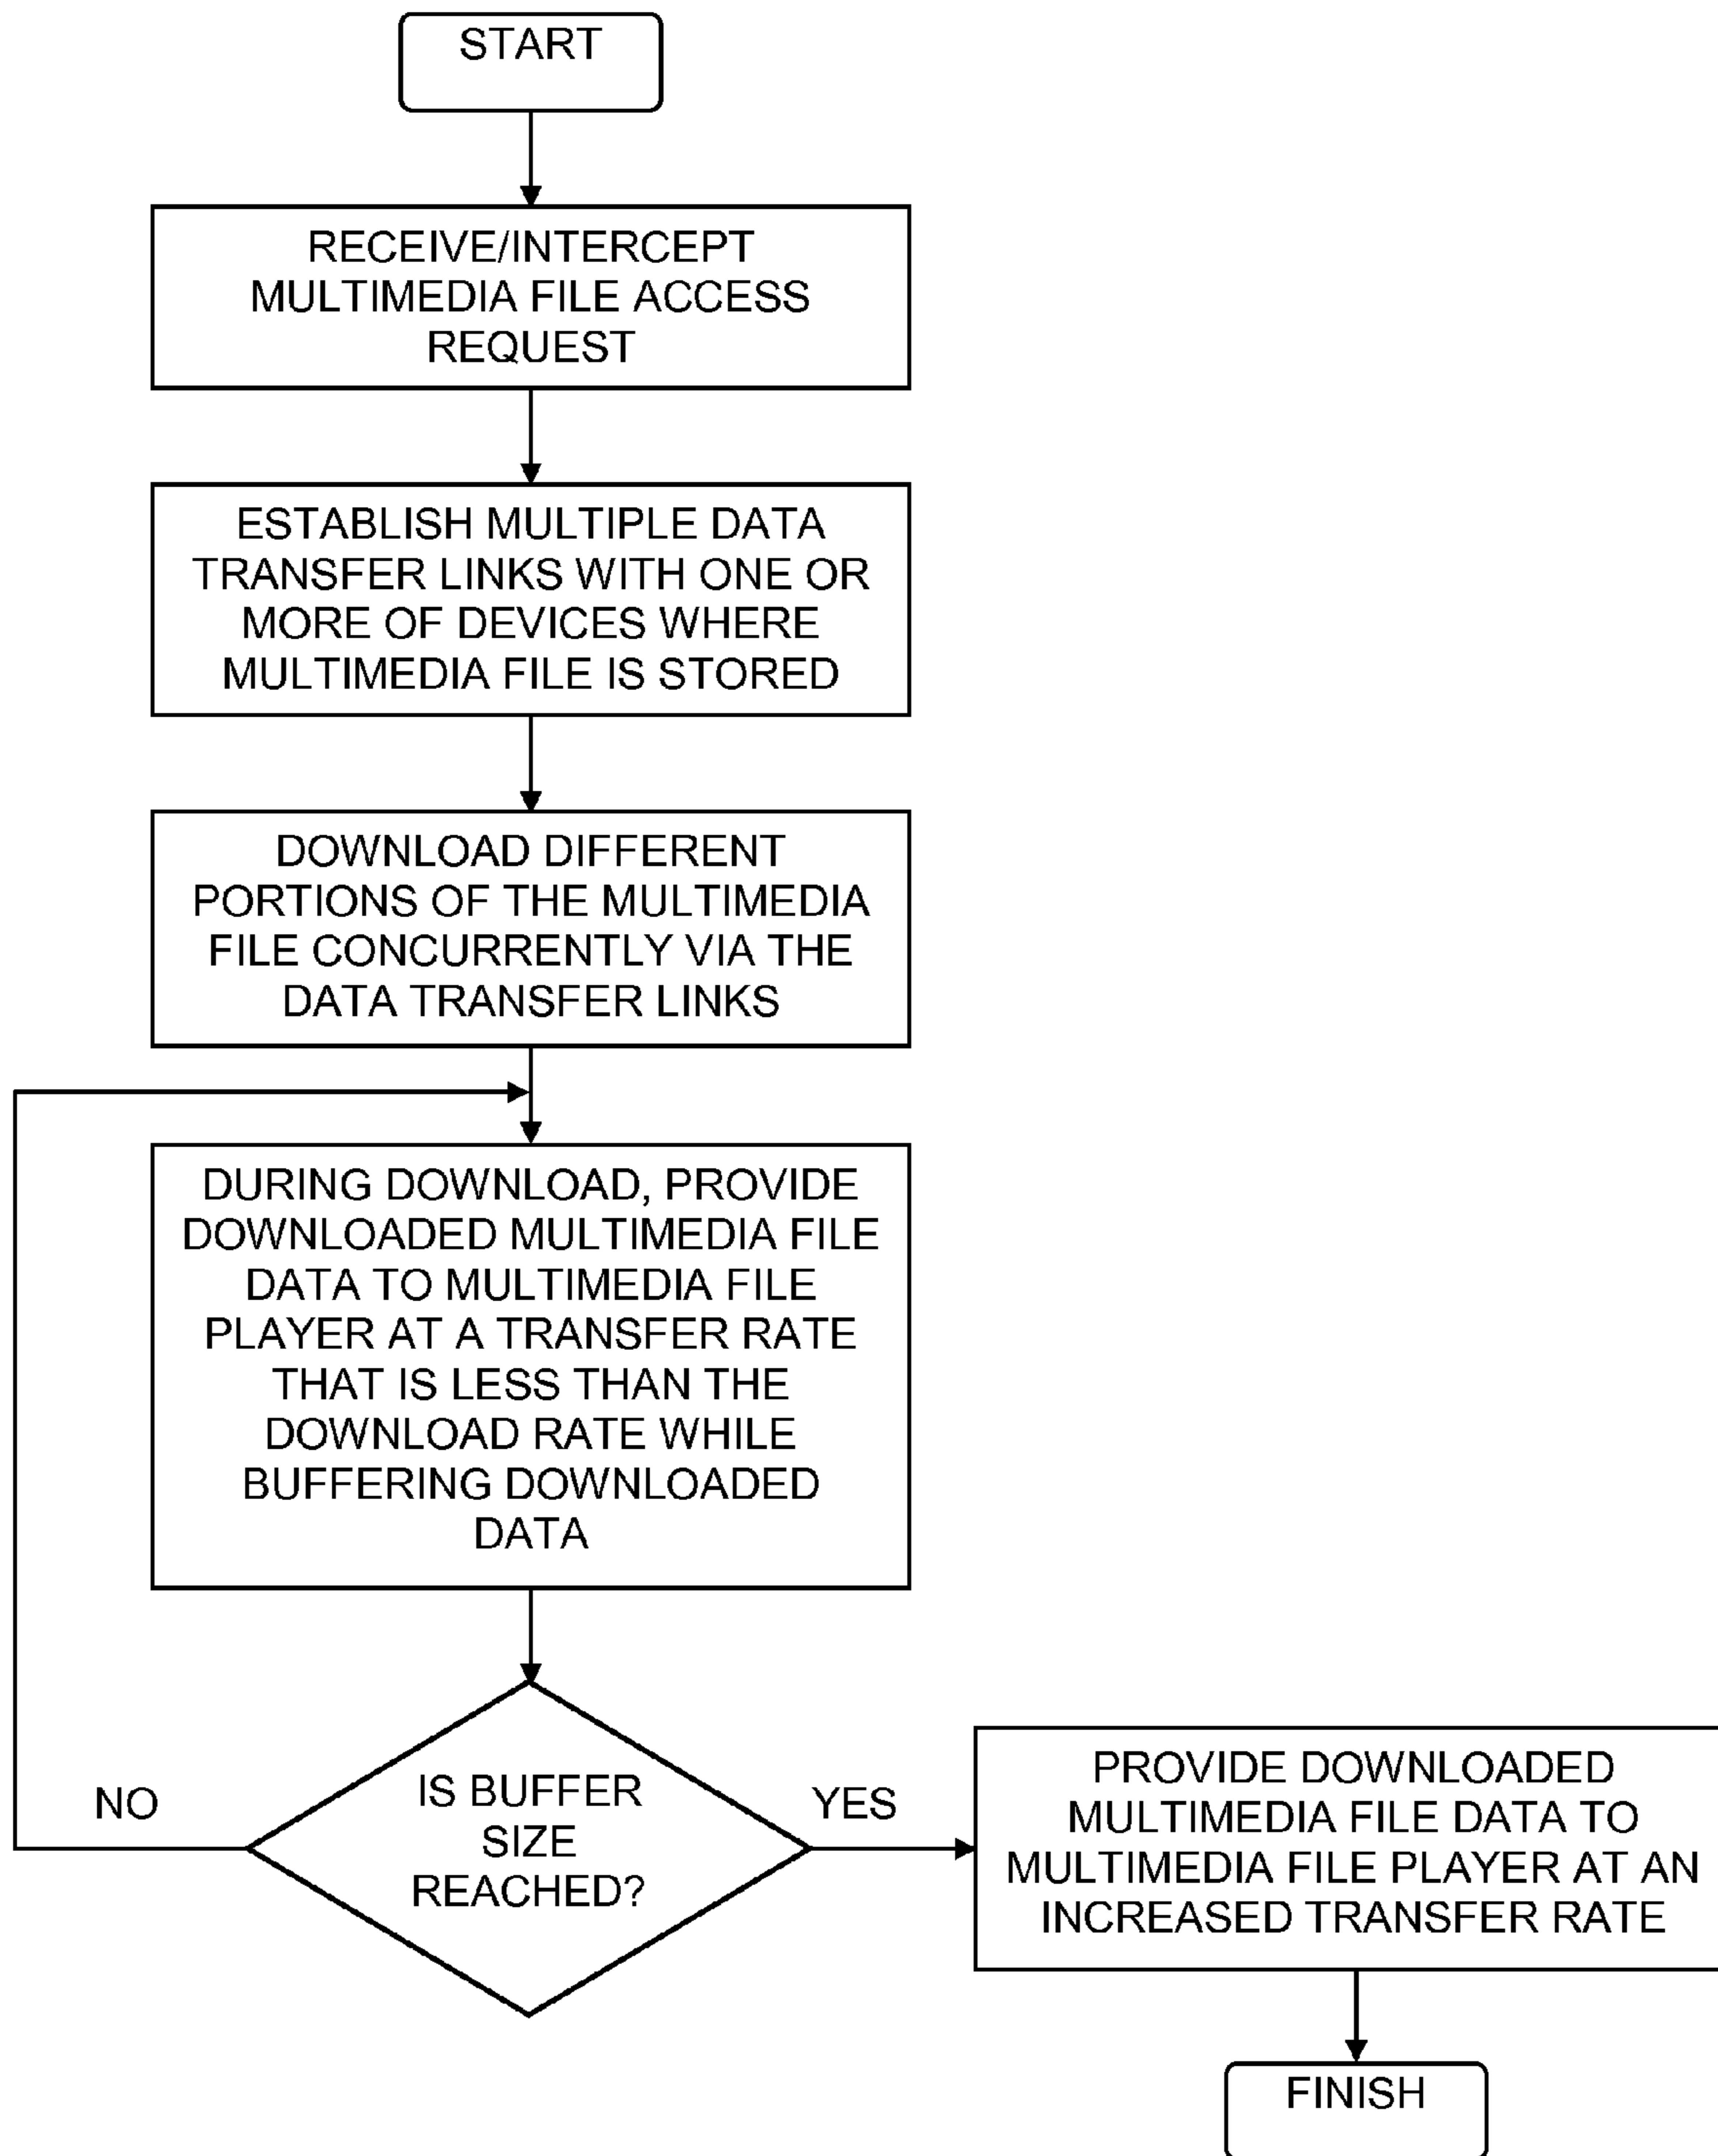 START
RECEIVE/INTERCEPT
MULTIMEDIA FILE ACCESS
REQUEST
ESTABLISH MULTIPLE DATA
TRANSFER LINKS WITH ONE OR
MORE OF DEVICES WHERE
MULTIMEDIA FILE IS STORED
DOWNLOAD DIFFERENT
PORTIONS OF THE MULTIMEDIA
FILE CONCURRENTLY VIA THE
DATA TRANSFER LINKS
DURING DOWNLOAD, PROVIDE
DOWNLOADED MULTIMEDIA FILE
DATA TO MULTIMEDIA FILE
PLAYER AT A TRANSFER RATE
THAT IS LESS THAN THE
DOWNLOAD RATE WHILE
BUFFERING DOWNLOADED
DATA
IS BUFFER
SIZE
REACHED?
NO
YES
PROVIDE DOWNLOADED
MULTIMEDIA FILE DATA TO
MULTIMEDIA FILE PLAYER AT AN
INCREASED TRANSFER RATE
FINISH